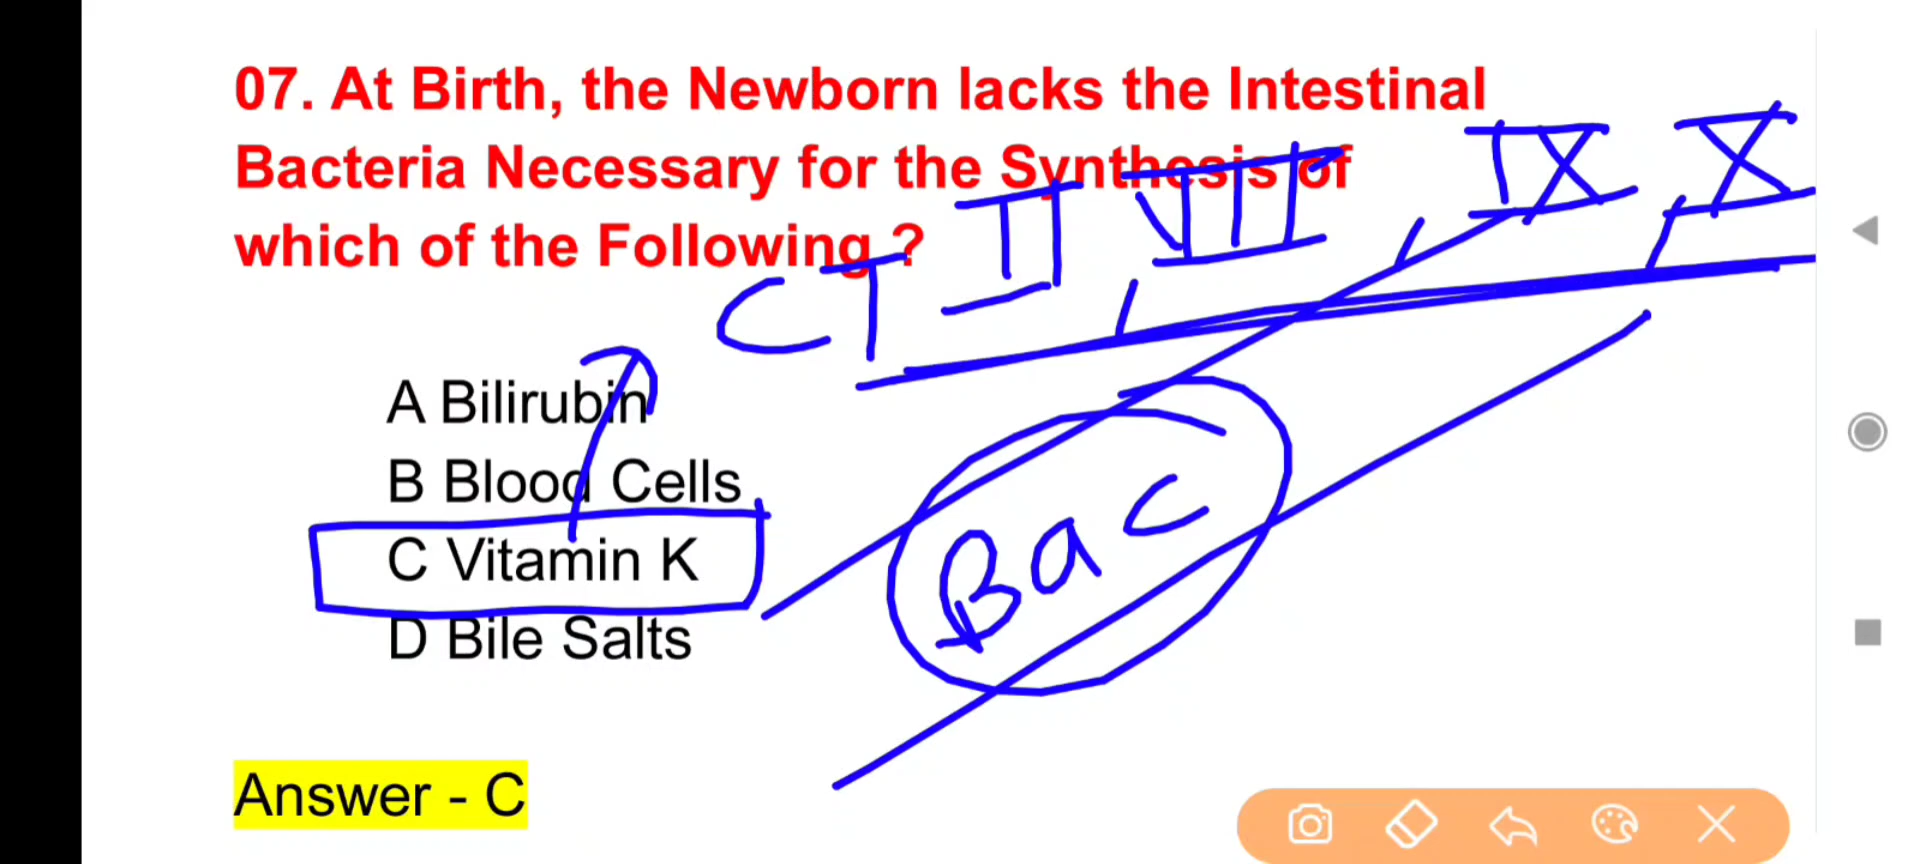 07. At Birth, the Newborn lacks the Intestinal
Bacteria Necessary for the Synthesis of
which of the Following ?
CT II, VII, IX, X
A Bilirubin
B Blood Cells
C Vitamin K
D Bile Salts
Bac
Answer - C